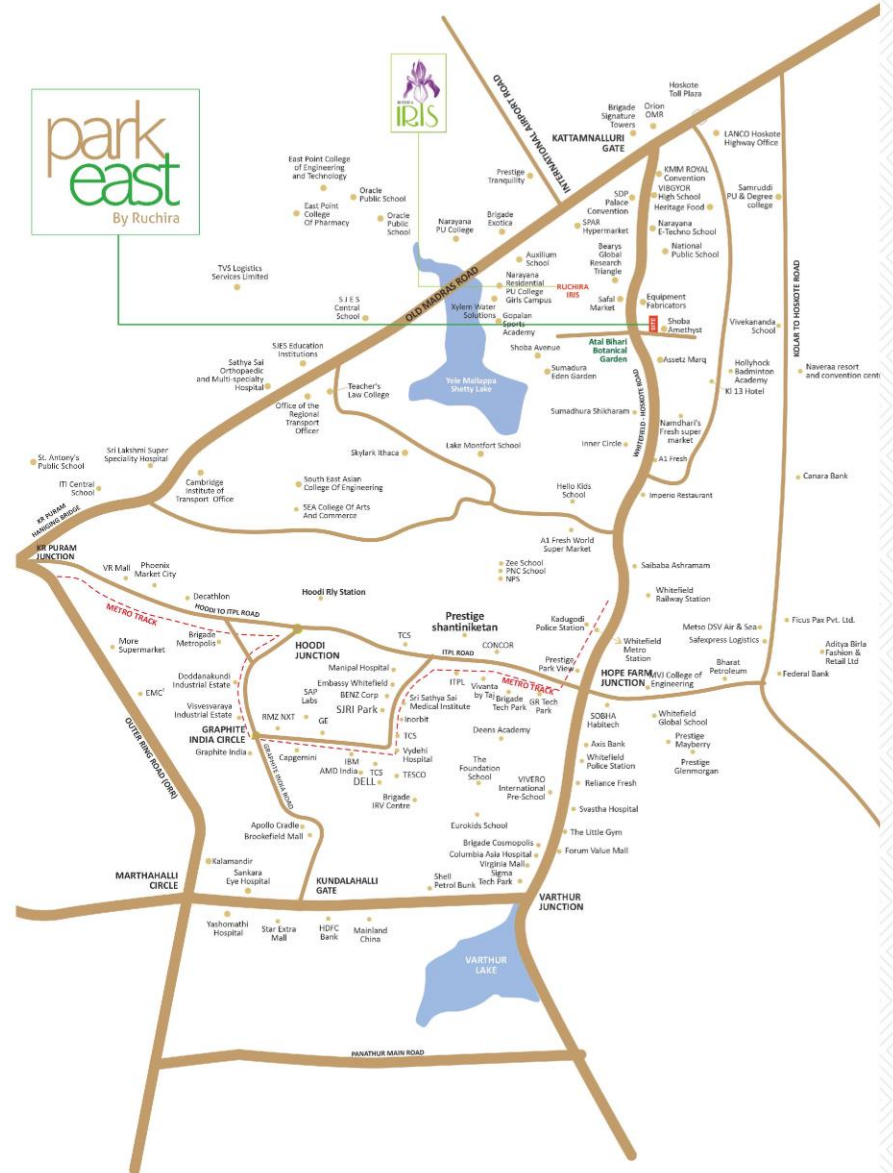 park
east
By Ruchira
RUCHIRA
IRIS
INTERNATIONAL AIRPORT ROAD
Hoskote
Toll Plaza
Orion
OMR
Brigade
Signature
Towers
KATTAMNALLURI
GATE
LANCO Hoskote
Highway Office
East Point College
of Engineering
and Technology
Oracle
Public School
East Point
College
Of Pharmacy
Oracle
Public
School
Narayana
PU College
Brigade
Exotica
Prestige
Tranquility
SDP
Palace
Convention
KMM ROYAL
Convention
VIBGYOR
High School
Heritage Food
Samruddi
PU & Degree
college
SPAR
Hypermarket
Narayana
E-Techno School
National
Public School
Bearys
Global
Research
Triangle
TVS Logistics
Services Limited
OLD MADRAS ROAD
Auxilium
School
Narayana
Residential
PU College
Girls Campus
RUCHIRA
IRIS
Safal
Market
Equipment
Fabricators
KOLAR TO HOSKOTE ROAD
S J E S
Central
School
Xylem Water
Solutions
Gopalan
Sports
Academy
SITE
Shoba
Amethyst
Vivekananda
School
SJES Education
Institutions
Shoba Avenue
Atal Bihari
Botanical
Garden
Assetz Marq
Sathya Sai
Orthopaedic
and Multi-specialty
Hospital
Yele Mallappa
Shetty Lake
Sumadura
Eden Garden
Hollyhock
Badminton
Academy
Naveraa resort
and convention cent
Teacher's
Law College
Kl 13 Hotel
Office of the
Regional
Transport
Officer
WHITEFIELD - HOSKOTE ROAD
Sumadhura Shikharam
Namdhari's
Fresh super
market
Inner Circle
Lake Montfort School
Skylark Ithaca
A1 Fresh
St. Antony's
Public School
Sri Lakshmi Super
Speciality Hospital
ITI Central
School
Cambridge
Institute of
Transport Office
South East Asian
College Of Engineering
SEA College Of Arts
And Commerce
Hello Kids
School
Imperio Restaurant
Canara Bank
KR PURAM
HANGING BRIDGE
KR PURAM
JUNCTION
A1 Fresh World
Super Market
VR Mall
Phoenix
Market City
Zee School
PNC School
NPS
Saibaba Ashramam
Decathlon
Hoodi Rly Station
Whitefield
Railway Station
METRO TRACK
HOODI TO ITPL ROAD
Prestige
shantiniketan
Kadugodi
Police Station
Metso DSV Air & Sea
Ficus Pax Pvt. Ltd.
Safexpress Logistics
More
Supermarket
Brigade
Metropolis
HOODI
JUNCTION
TCS
CONCOR
Whitefield
Metro
Station
Aditya Birla
Fashion &
Retail Ltd
ITPL ROAD
Prestige
Park View
HOPE FARM
JUNCTION
MVJ College of
Engineering
Bharat
Petroleum
Federal Bank
Manipal Hospital
Embassy Whitefield
BENZ Corp
SJRI Park
Doddanakundi
Industrial Estate
EMC²
SAP
Labs
ITPL
Vivanta
by Taj
METRO TRACK
Brigade
Tech Park
GR Tech
Park
Sri Sathya Sai
Medical Institute
Visvesvaraya
Industrial Estate
RMZ NXT
GE
Inorbit
SOBHA
Habitech
Whitefield
Global School
GRAPHITE
INDIA CIRCLE
TCS
Deens Academy
Prestige
Mayberry
Graphite India
Capgemini
IBM
Vydehi
Hospital
Axis Bank
Whitefield
Police Station
Prestige
Glenmorgan
AMD India
TCS
DELL
TESCO
The
Foundation
School
VIVERO
International
Pre-School
Reliance Fresh
OUTER RING ROAD (ORR)
GRAPHITE INDIA ROAD
Brigade
IRV Centre
Svastha Hospital
Apollo Cradle
Brookefield Mall
Eurokids School
The Little Gym
Brigade Cosmopolis
Columbia Asia Hospital
Virginia Mall
Sigma
Tech Park
Forum Value Mall
Kalamandir
Sankara
Eye Hospital
MARTHAHALLI
CIRCLE
KUNDALAHALLI
GATE
Shell
Petrol Bunk
VARTHUR
JUNCTION
Yashomathi
Hospital
Star Extra
Mall
HDFC
Bank
Mainland
China
VARTHUR
LAKE
PANATHUR MAIN ROAD